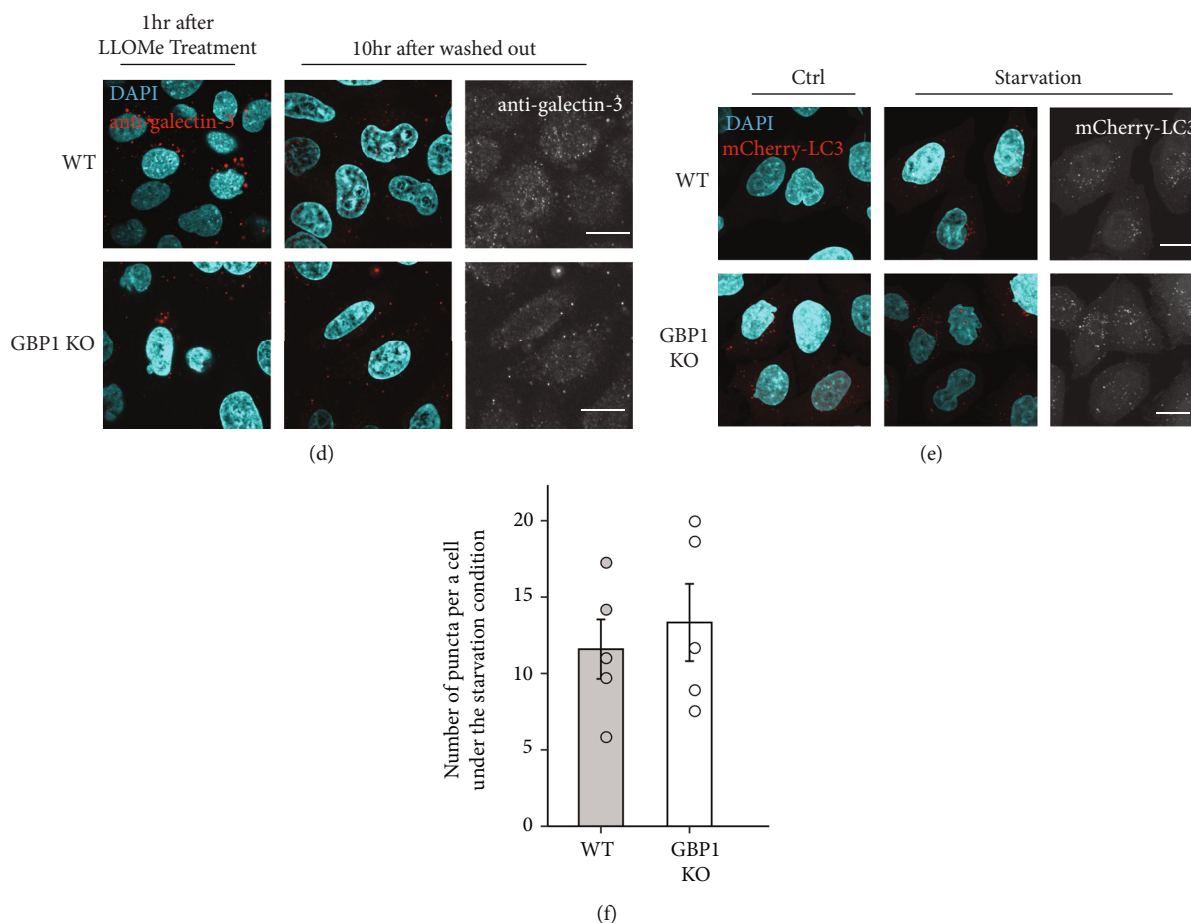 1hr after
LLOMe Treatment
10hr after washed out
DAPI
anti-galectin-3
anti-galectin-3
WT
GBP1 KO
(d)
Ctrl
Starvation
DAPI
mCherry-LC3
mCherry-LC3
WT
GBP1
KO
(e)
Number of puncta per a cell
under the starvation condition
20
15
10
5
0
WT
GBP1
KO
(f)